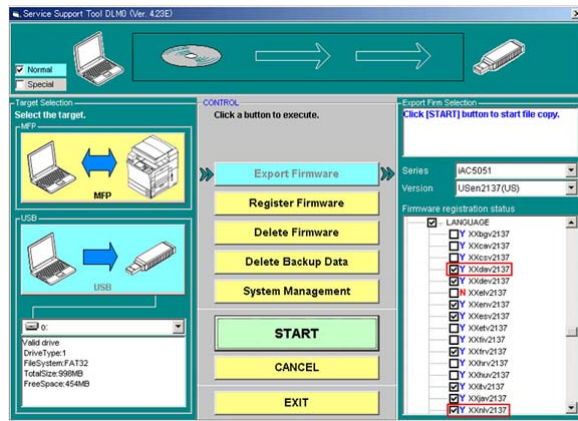 Service Support Tool DLM0 (Ver. 4.23E)
Normal
Special
Target Selection
Select the target.
MFP
MFP
USB
USB
o:
Valid drive
DriveType:1
FileSystem:FAT32
TotalSize:998MB
FreeSpace:454MB
CONTROL
Click a button to execute.
Export Firmware
Register Firmware
Delete Firmware
Delete Backup Data
System Management
START
CANCEL
EXIT
Export Firm Selection
Click [START] button to start file copy.
Series iAC5051
Version USen2137(US)
Firmware registration status
LANGUAGE
Y XXbgv2137
Y XXcav2137
Y XXcsv2137
Y XXdav2137
Y XXdev2137
N XXelv2137
Y XXenv2137
Y XXesv2137
Y XXetv2137
Y XXfiv2137
Y XXfrv2137
Y XXhrv2137
Y XXhuv2137
Y XXitv2137
Y XXjav2137
Y XXnlv2137